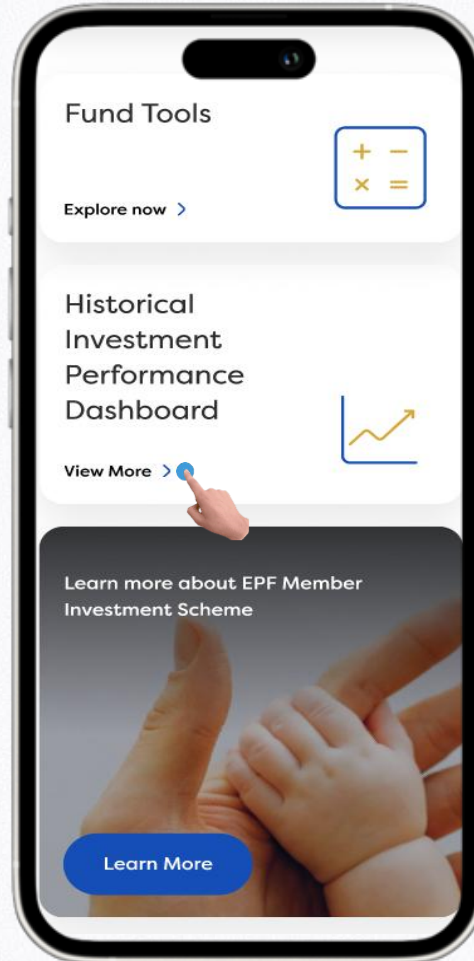 Fund Tools
Explore now
Historical
Investment
Performance
Dashboard
View More
Learn more about EPF Member
Investment Scheme
Learn More